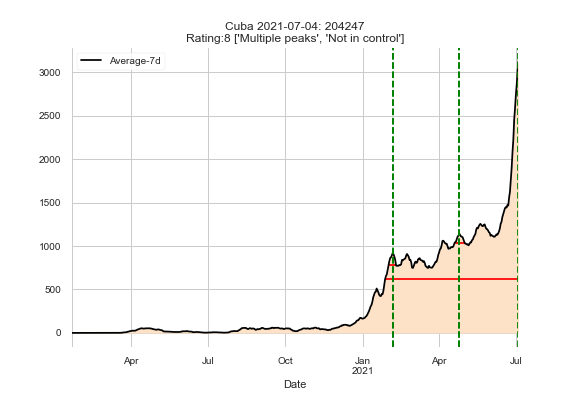 Cuba 2021-07-04: 204247
Rating:8 ['Multiple peaks', 'Not in control']
Average-7d
3000
2500
2000
1500
1000
500
0
Apr
Jul
Oct
Jan
2021
Apr
Jul
Date